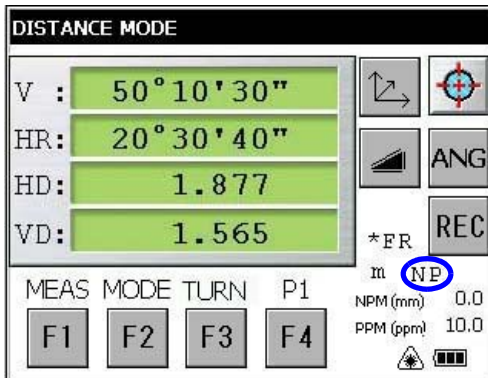 DISTANCE MODE
V : 50°10'30"
HR: 20°30'40"
HD: 1.877
VD: 1.565
ANG
REC
*FR
m NP
NPM (mm) 0.0
PPM (ppm) 10.0
MEAS MODE TURN P1
F1 F2 F3 F4